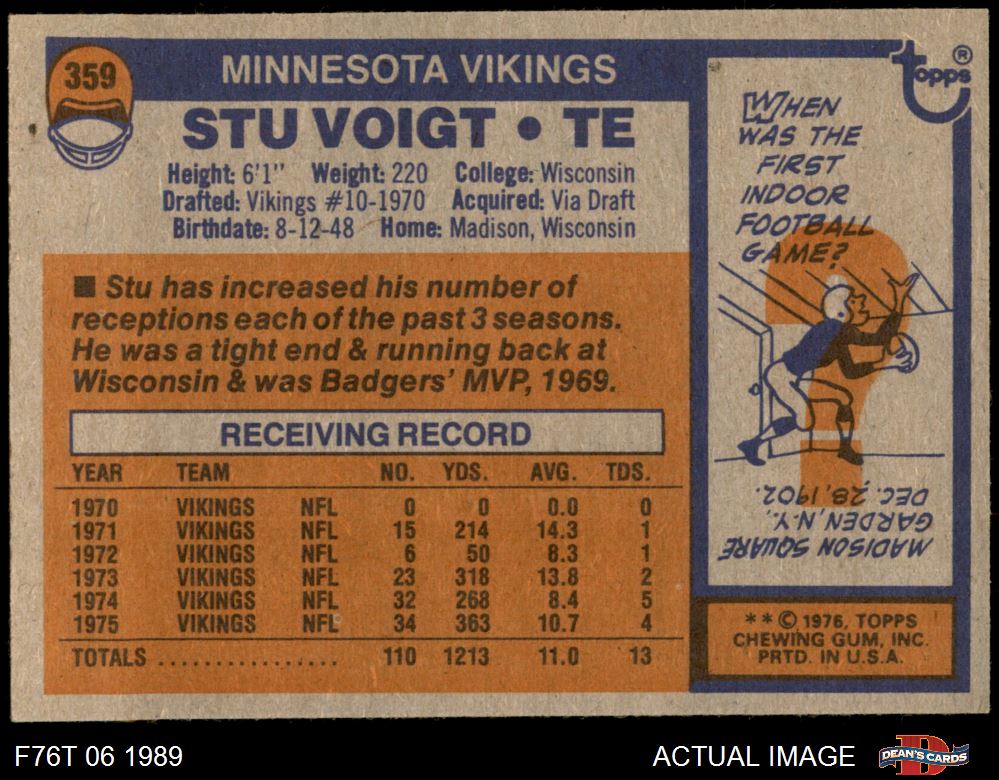 359
MINNESOTA VIKINGS
STU VOIGT • TE
Height: 6'1" Weight: 220 College: Wisconsin
Drafted: Vikings #10-1970 Acquired: Via Draft
Birthdate: 8-12-48 Home: Madison, Wisconsin
■ Stu has increased his number of
receptions each of the past 3 seasons.
He was a tight end & running back at
Wisconsin & was Badgers' MVP, 1969.
RECEIVING RECORD
YEAR TEAM NO. YDS. AVG. TDS.
1970 VIKINGS NFL 0 0 0.0 0
1971 VIKINGS NFL 15 214 14.3 1
1972 VIKINGS NFL 6 50 8.3 1
1973 VIKINGS NFL 23 318 13.8 2
1974 VIKINGS NFL 32 268 8.4 5
1975 VIKINGS NFL 34 363 10.7 4
TOTALS ................. 110 1213 11.0 13
Topps ®
WHEN
WAS THE
FIRST
INDOOR
FOOTBALL
GAME?
?
MADISON SQUARE
GARDEN, N.Y.,
DEC. 28, 1902.
** © 1976, TOPPS
CHEWING GUM, INC.
PRTD. IN U.S.A.
F76T 06 1989
ACTUAL IMAGE
DEAN'S CARDS